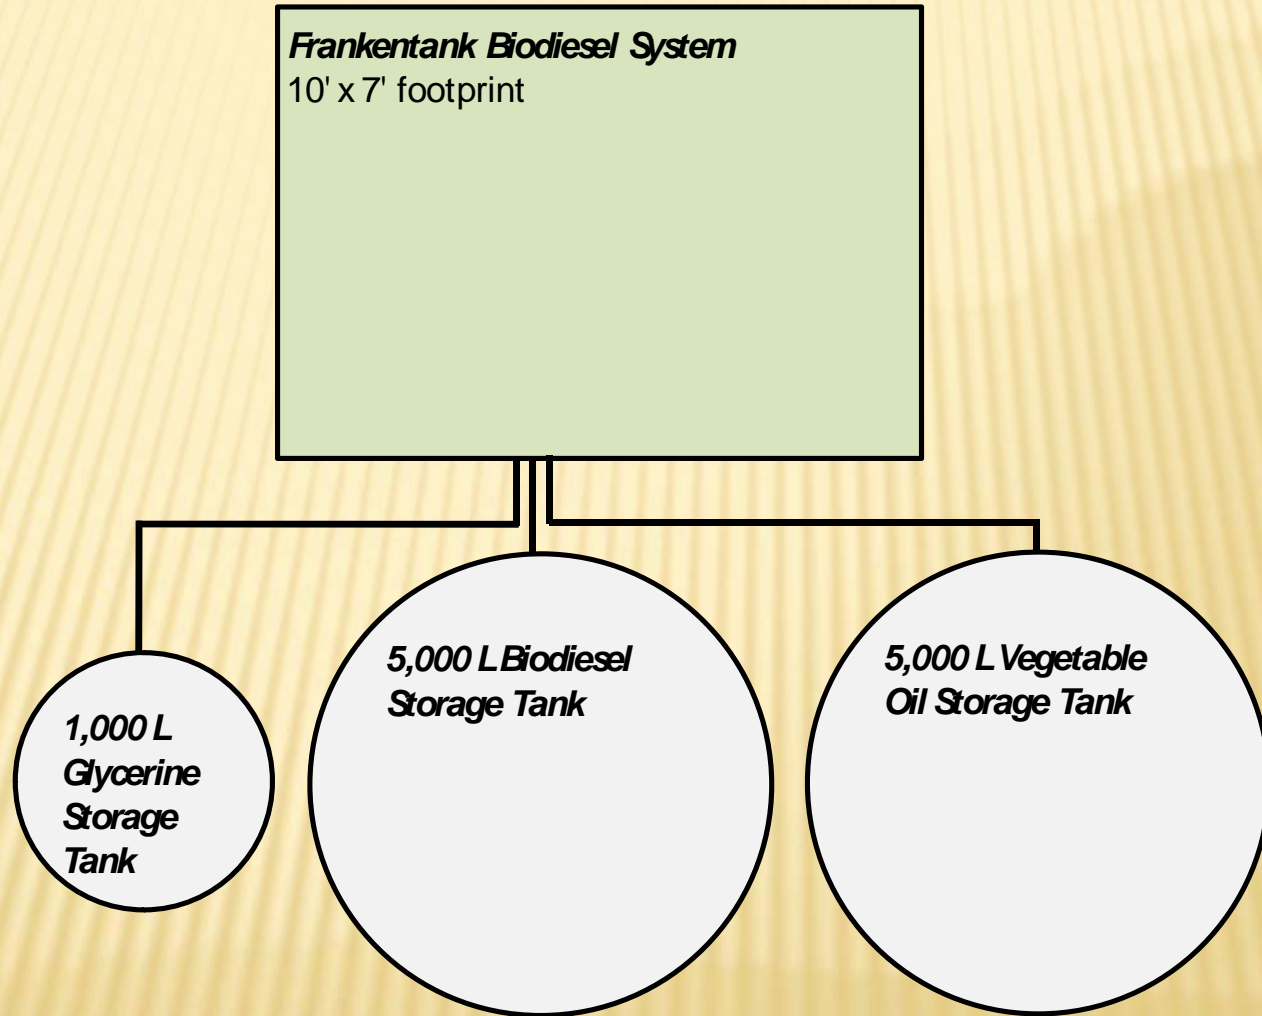 Frankentank Biodiesel System
10' x 7' footprint
1,000 L
Glycerine
Storage
Tank
5,000 L Biodiesel
Storage Tank
5,000 L Vegetable
Oil Storage Tank